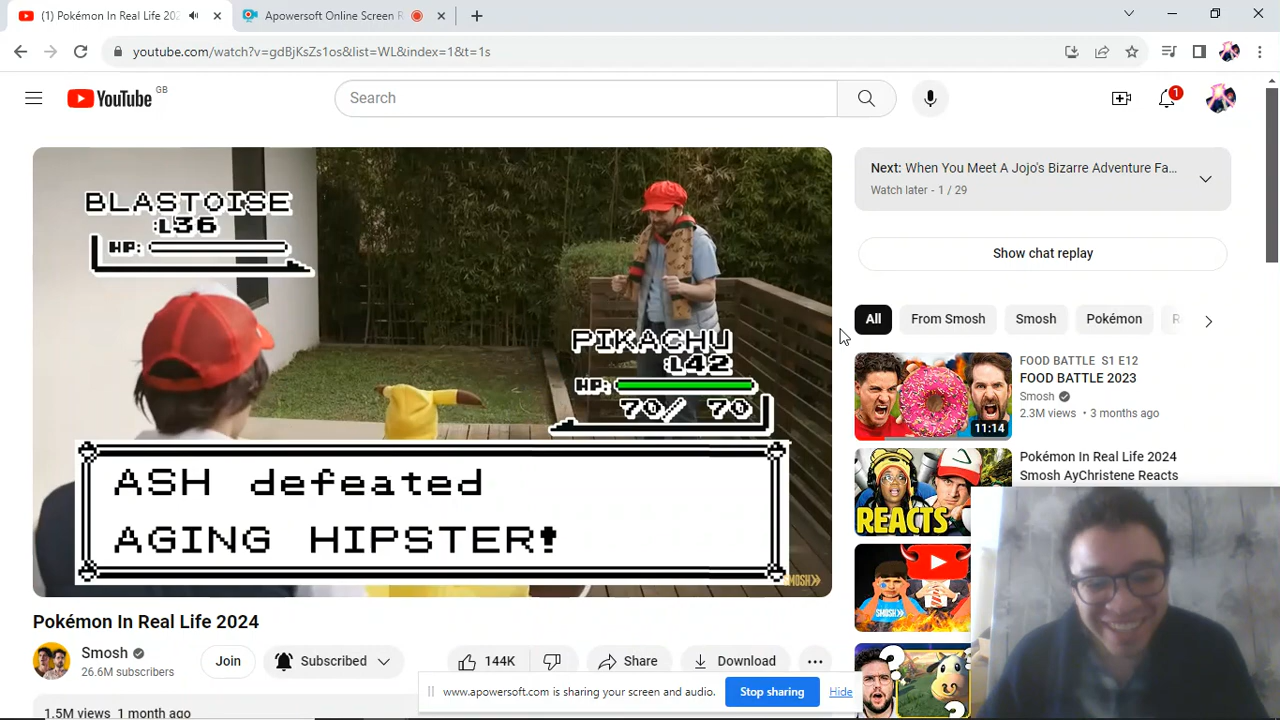 (1) Pokémon In Real Life 202
Apowersoft Online Screen R
youtube.com/watch?v=gdBjKsZs1os&list=WL&index=1&t=1s
YouTube GB
Search
1
BLASTOISE
:L36
HP:
PIKACHU
:L42
HP:
70/ 70
ASH defeated
AGING HIPSTER!
SMOSH
Pokémon In Real Life 2024
Smosh
26.6M subscribers
Join
Subscribed
144K
Share
Download
1.5M views 1 month ago
www.apowersoft.com is sharing your screen and audio.
Stop sharing
Hide
Next: When You Meet A Jojo's Bizarre Adventure Fa...
Watch later - 1 / 29
Show chat replay
All
From Smosh
Smosh
Pokémon
R
11:14
FOOD BATTLE S1 E12
FOOD BATTLE 2023
Smosh
2.3M views • 3 months ago
REACTS
Pokémon In Real Life 2024
Smosh AyChristene Reacts
SMOSH